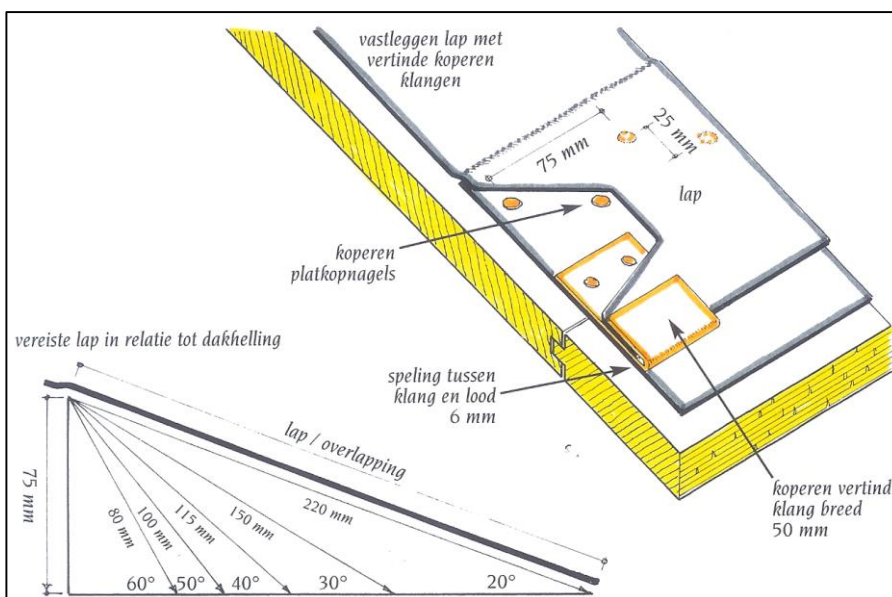 vastleggen lap met
vertinde koperen
klangen
25 mm
75 mm
lap
koperen
platkopnagels
vereiste lap in relatie tot dakhelling
speling tussen
klang en lood
6 mm
lap / overlapping
75 mm
80 mm
100 mm
115 mm
150 mm
220 mm
60°
50°
40°
30°
20°
koperen vertind
klang breed
50 mm